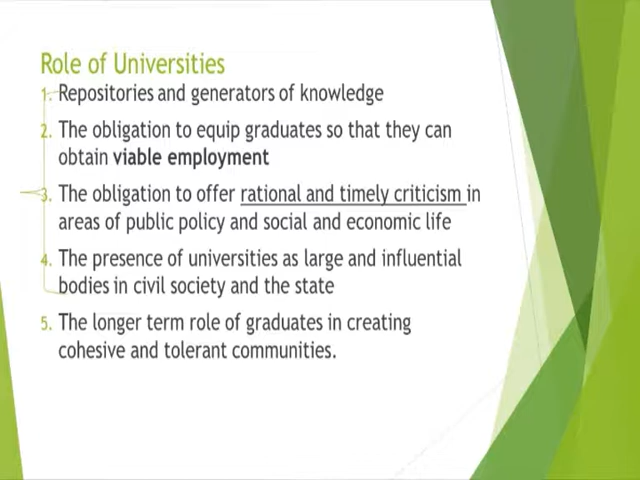 Role of Universities
1. Repositories and generators of knowledge
2. The obligation to equip graduates so that they can
obtain viable employment
3. The obligation to offer rational and timely criticism in
areas of public policy and social and economic life
4. The presence of universities as large and influential
bodies in civil society and the state
5. The longer term role of graduates in creating
cohesive and tolerant communities.